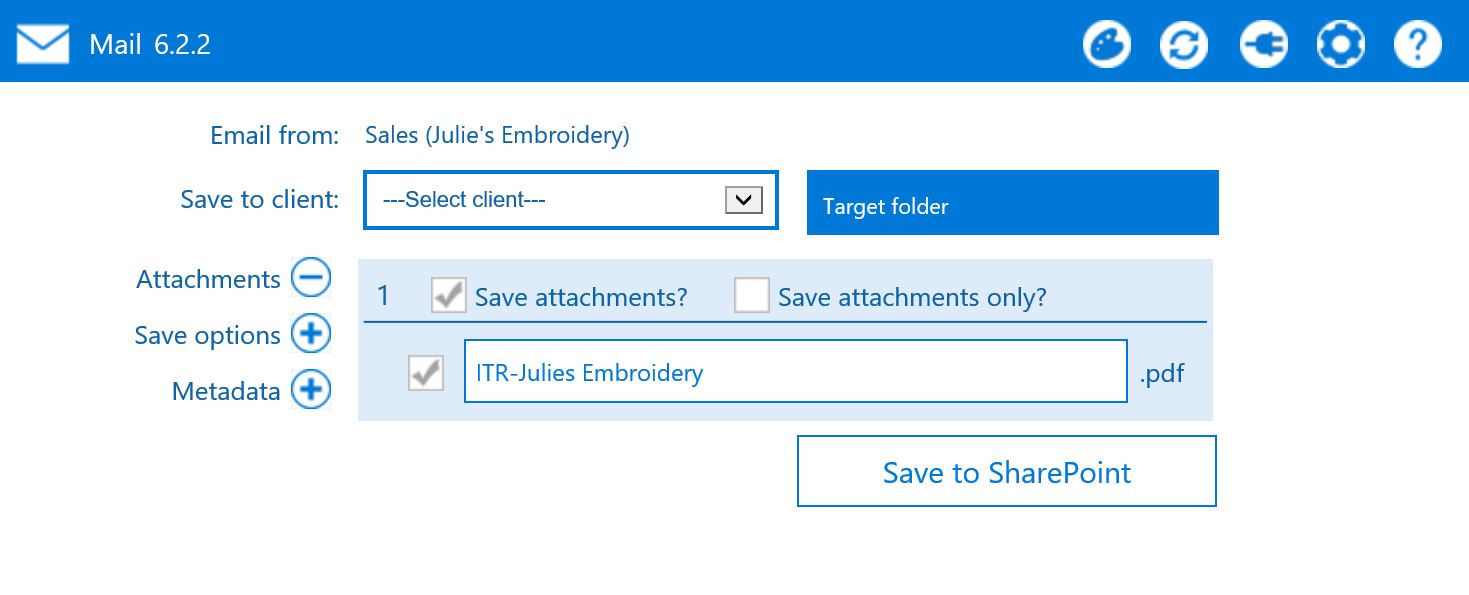 Mail 6.2.2
Email from: Sales (Julie's Embroidery)
Save to client: ---Select client--- Target folder
Attachments 1 Save attachments? Save attachments only?
Save options
ITR-Julies Embroidery .pdf
Metadata
Save to SharePoint